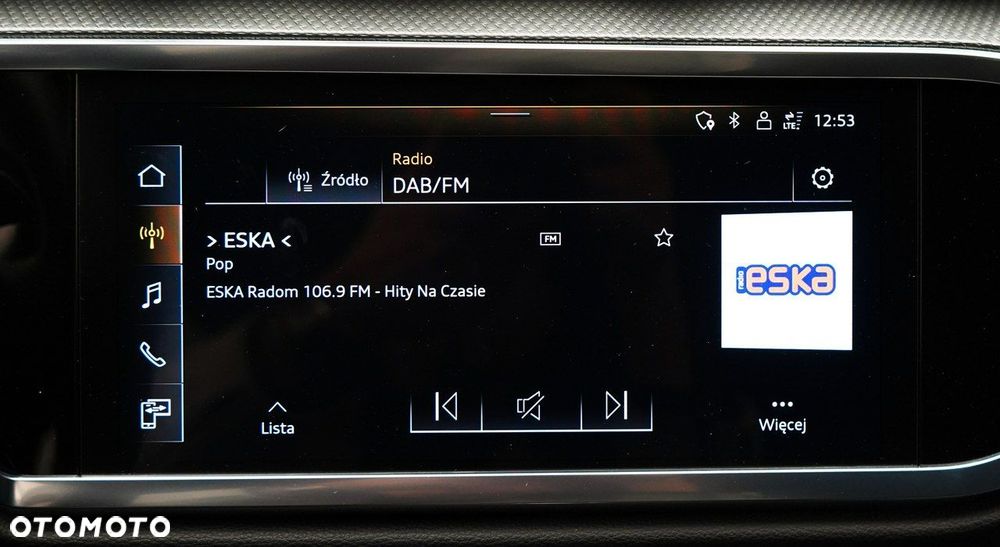 LTE 12:53
Radio
Źródło DAB/FM
> ESKA < FM
Pop
ESKA Radom 106.9 FM - Hity Na Czasie
radio eska
Lista
Więcej
OTOMOTO